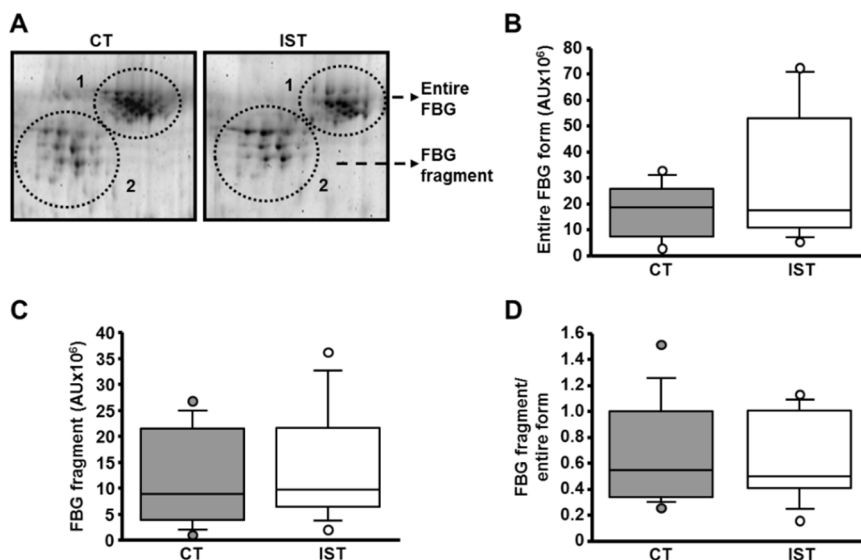 A
CT
IST
1
2
1
2
Entire
FBG
FBG
fragment
B
Entire FBG form (AUx10⁶)
80
70
60
50
40
30
20
10
0
CT
IST
C
FBG fragment (AUx10⁶)
40
35
30
25
20
15
10
5
0
CT
IST
D
FBG fragment/
entire form
1.6
1.4
1.2
1.0
0.8
0.6
0.4
0.2
0
CT
IST